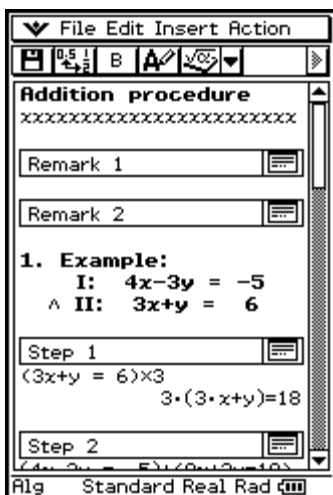 File Edit Insert Action
B
Addition procedure
xxxxxxxxxxxxxxxxxxxxxxx
Remark 1
Remark 2
1. Example:
I: 4x-3y = -5
∧ II: 3x+y = 6
Step 1
(3x+y = 6)×3
3·(3·x+y)=18
Step 2
Alg Standard Real Rad